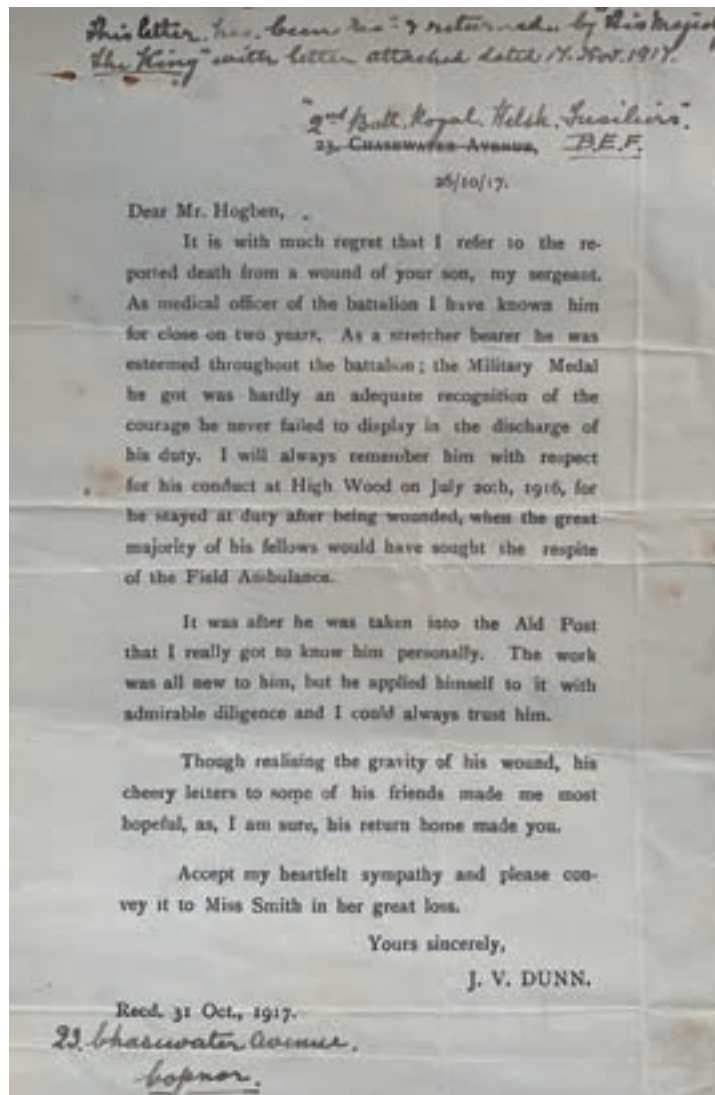 This letter has been rec'd & returned by "His Majesty
the King" with letter attached dated 17. Nov. 1917.
"2nd Batt. Royal. Welsh. Fusiliers".
23, Chasewater Avenue, B.E.F.
26/10/17.
Dear Mr. Hogben,
It is with much regret that I refer to the re-
ported death from a wound of your son, my sergeant.
As medical officer of the battalion I have known him
for close on two years. As a stretcher bearer he was
esteemed throughout the battalion; the Military Medal
he got was hardly an adequate recognition of the
courage he never failed to display in the discharge of
his duty. I will always remember him with respect
for his conduct at High Wood on July 20th, 1916, for
he stayed at duty after being wounded, when the great
majority of his fellows would have sought the respite
of the Field Ambulance.
It was after he was taken into the Aid Post
that I really got to know him personally. The work
was all new to him, but he applied himself to it with
admirable diligence and I could always trust him.
Though realising the gravity of his wound, his
cheery letters to some of his friends made me most
hopeful, as, I am sure, his return home made you.
Accept my heartfelt sympathy and please con-
vey it to Miss Smith in her great loss.
Yours sincerely,
J. V. DUNN.
Recd. 31 Oct., 1917.
23. Chasewater Avenue.
Copnor.